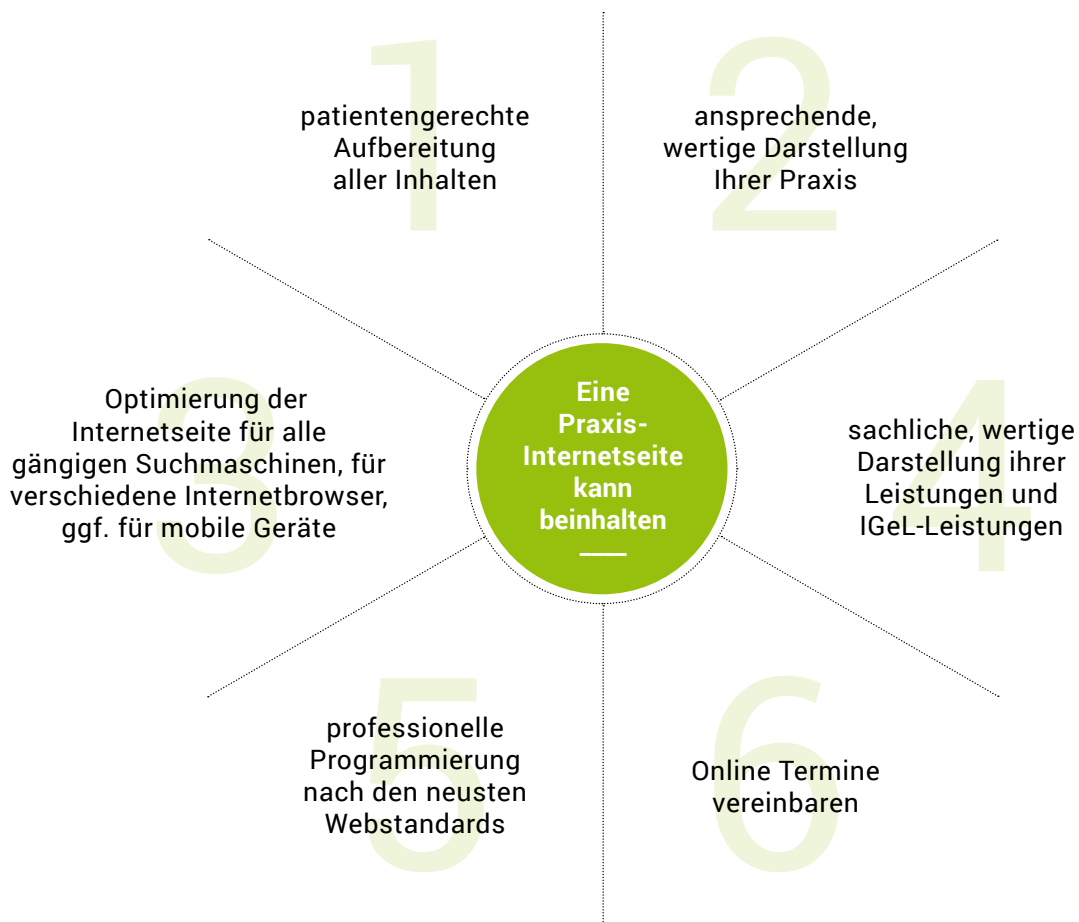 1
patientengerechte
Aufbereitung
aller Inhalten
2
ansprechende,
wertige Darstellung
Ihrer Praxis
3
Optimierung der
Internetseite für alle
gängigen Suchmaschinen, für
verschiedene Internetbrowser,
ggf. für mobile Geräte
Eine
Praxis-
Internetseite
kann
beinhalten
4
sachliche, wertige
Darstellung ihrer
Leistungen und
IGeL-Leistungen
5
professionelle
Programmierung
nach den neusten
Webstandards
6
Online Termine
vereinbaren